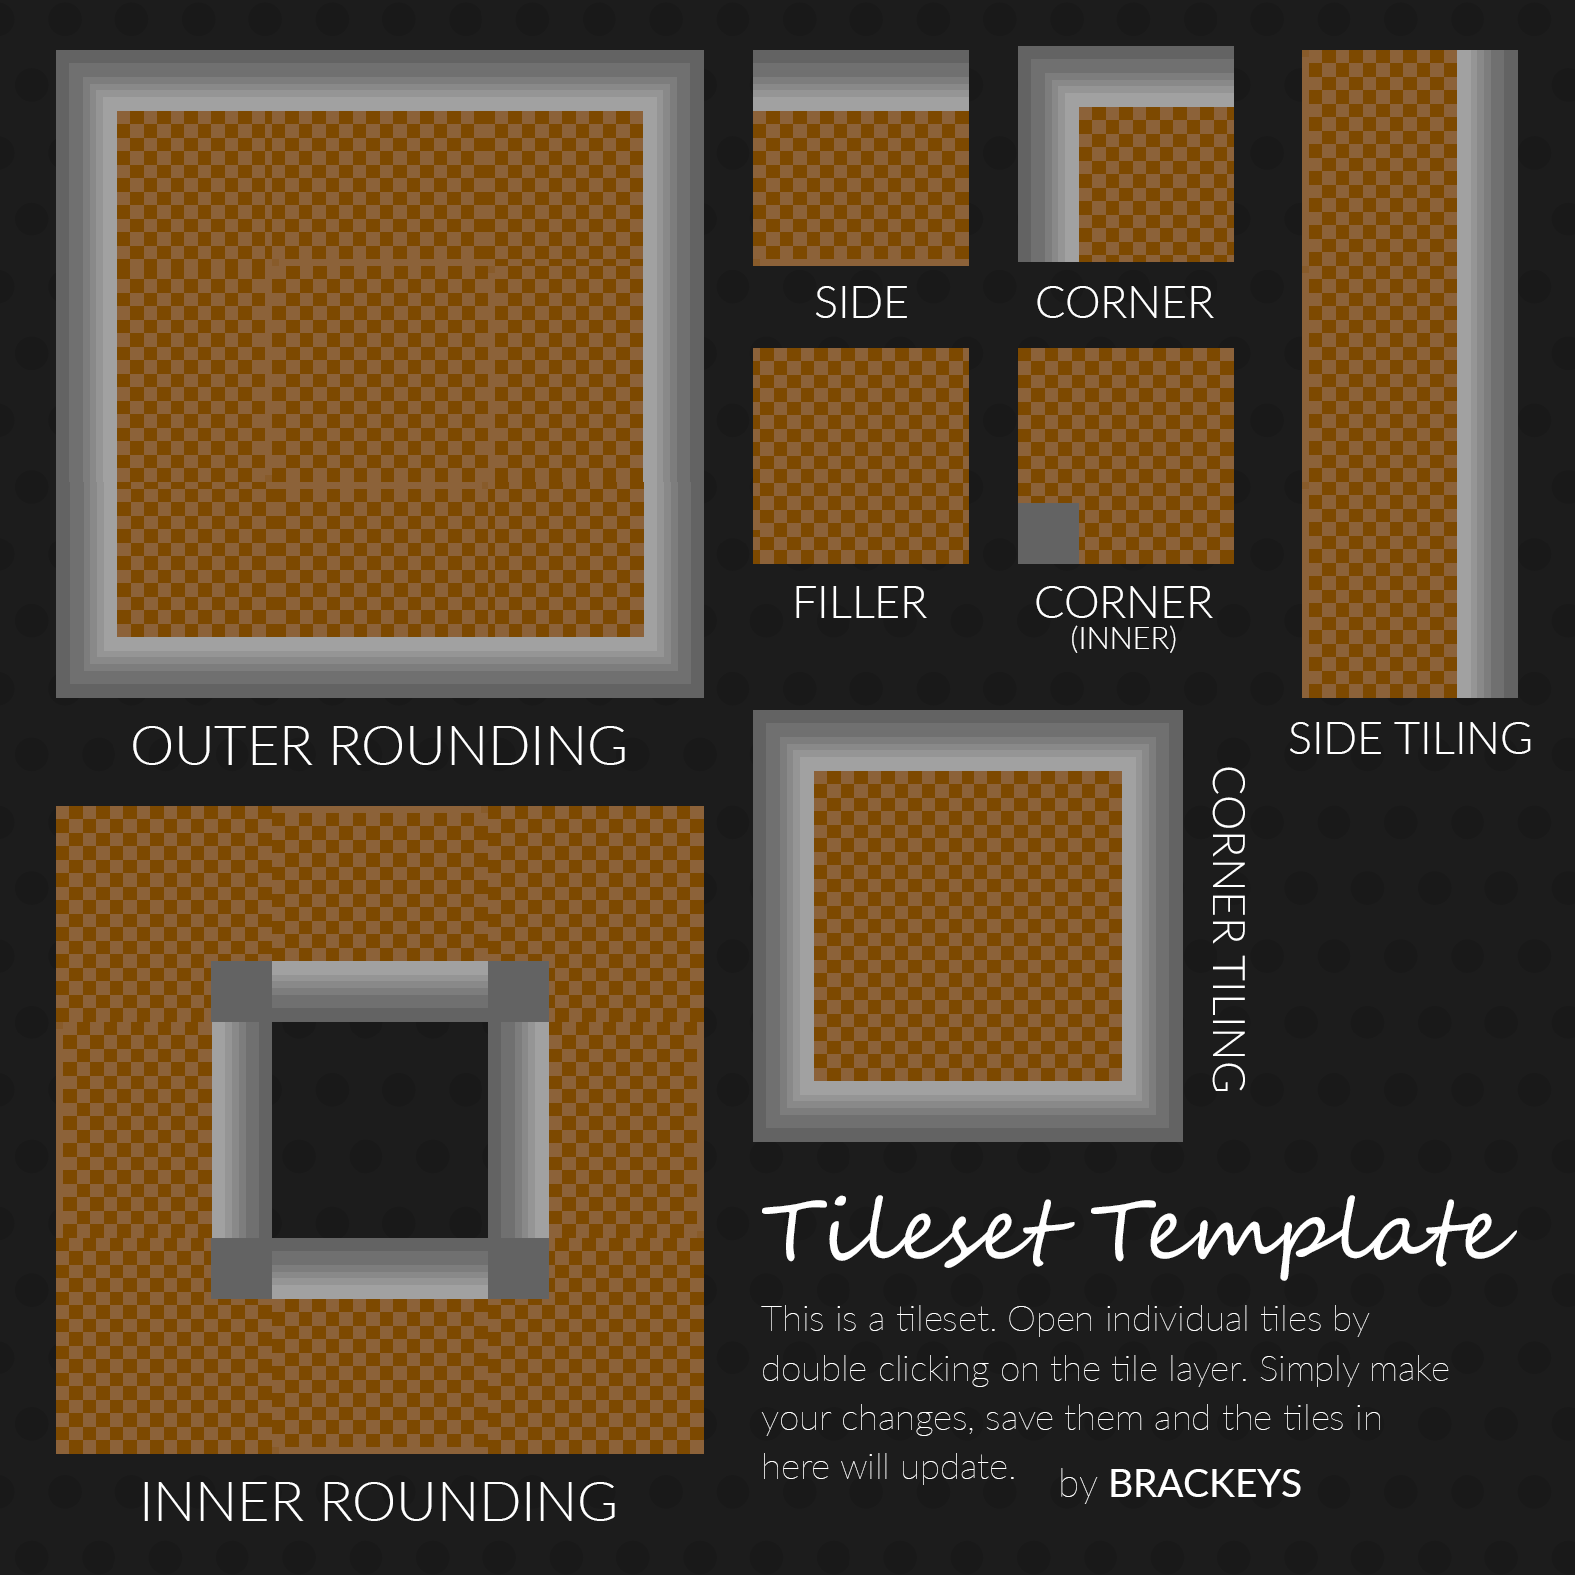 SIDE
CORNER
FILLER
CORNER
(INNER)
OUTER ROUNDING
SIDE TILING
CORNER TILING
INNER ROUNDING
Tileset Template
This is a tileset. Open individual tiles by
double clicking on the tile layer. Simply make
your changes, save them and the tiles in
here will update.
by BRACKEYS